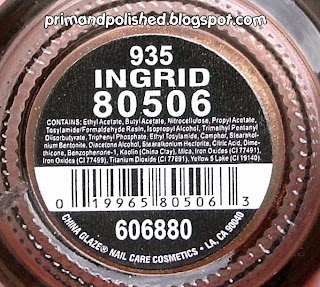 primandpolished.blogspot.com
935
INGRID
80506
CONTAINS: Ethyl Acetate, Butyl Acetate, Nitrocellulose, Propyl Acetate,
Tosylamide/Formaldehyde Resin, Isopropyl Alcohol, Trimethyl Pentanyl
Diisorbutyrate, Triphenyl Phosphate, Ethyl Tosylamide, Camphor, Stearal-
konium Bentonite, Diacetone Alcohol, Stearalkonium Hectorite, Citric Acid, Dime-
thicone, Benzophenone-1, Kaolin (China Clay), Mica, Iron Oxides (CI 77491),
Iron Oxides (CI 77499), Titanium Dioxide (CI 77891), Yellow 5 Lake (CI 19140).
0 19965 80506 3
606880
CHINA GLAZE® NAIL CARE COSMETICS • LA, CA 90040